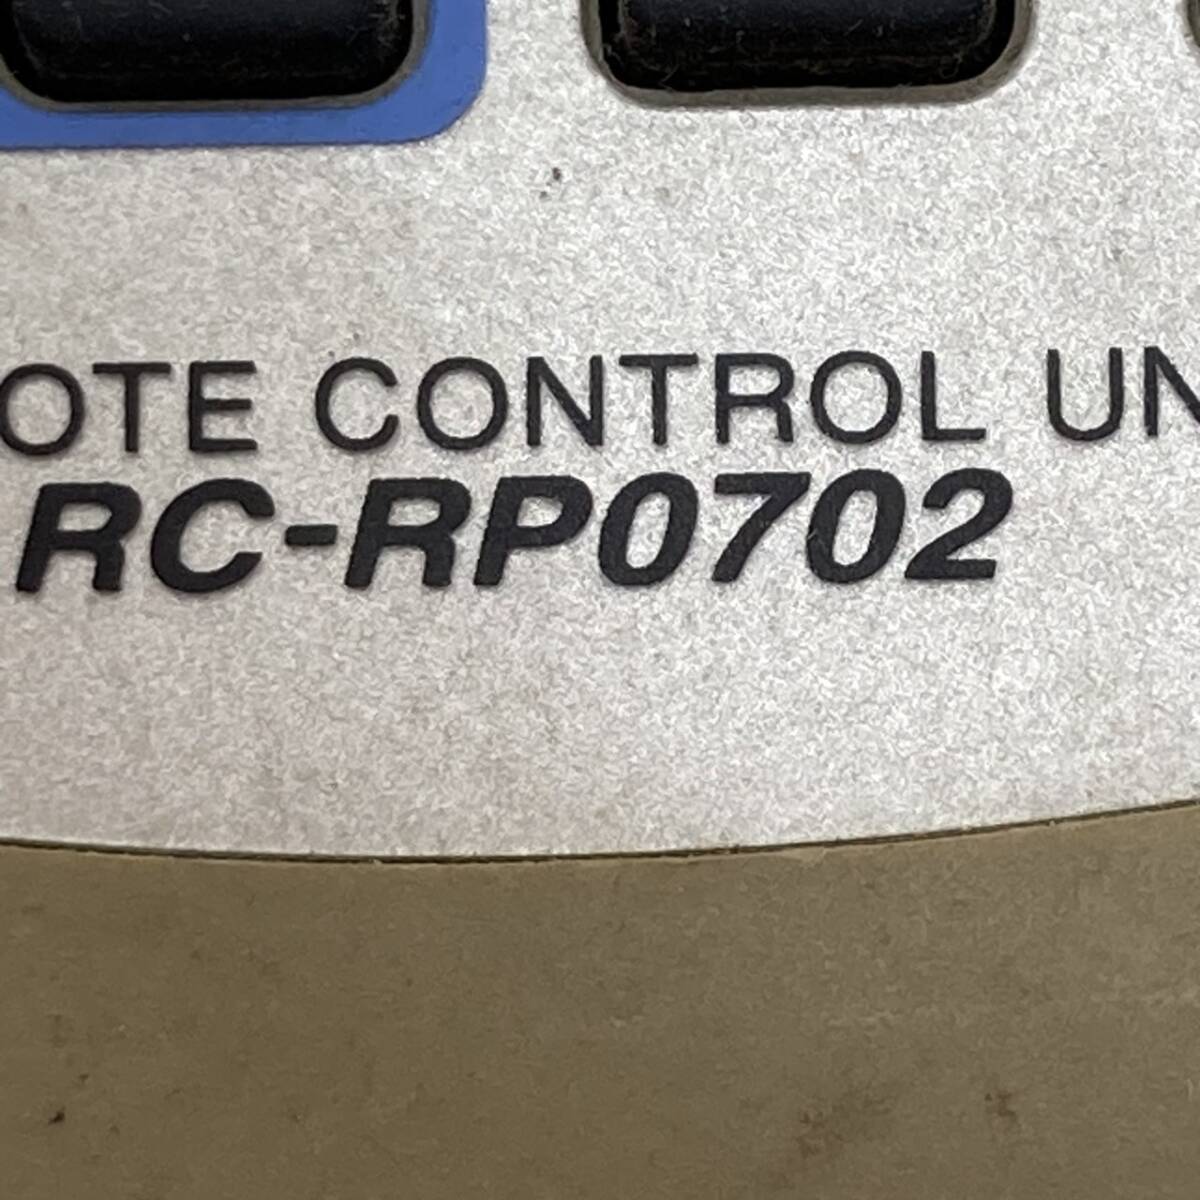 OTE CONTROL UN
RC-RP0702